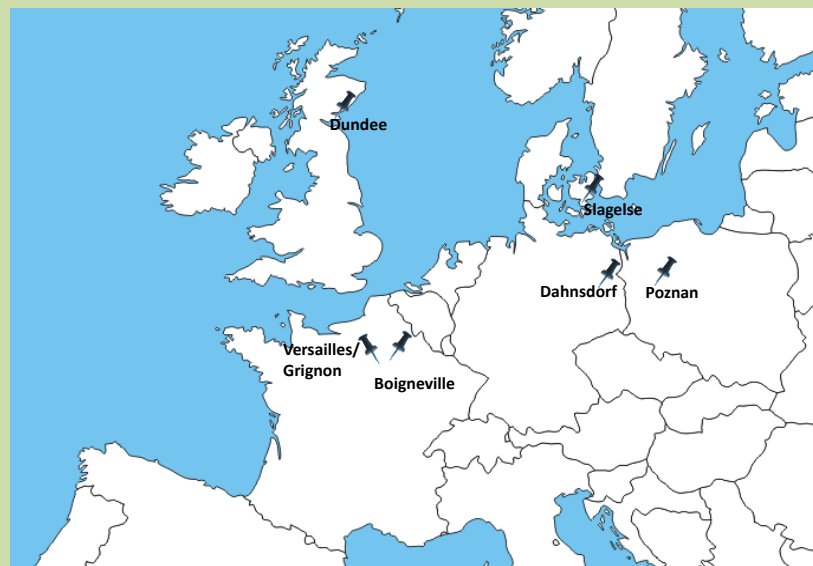 Dundee
Slagelse
Dahnsdorf
Poznan
Versailles/
Grignon
Boigneville